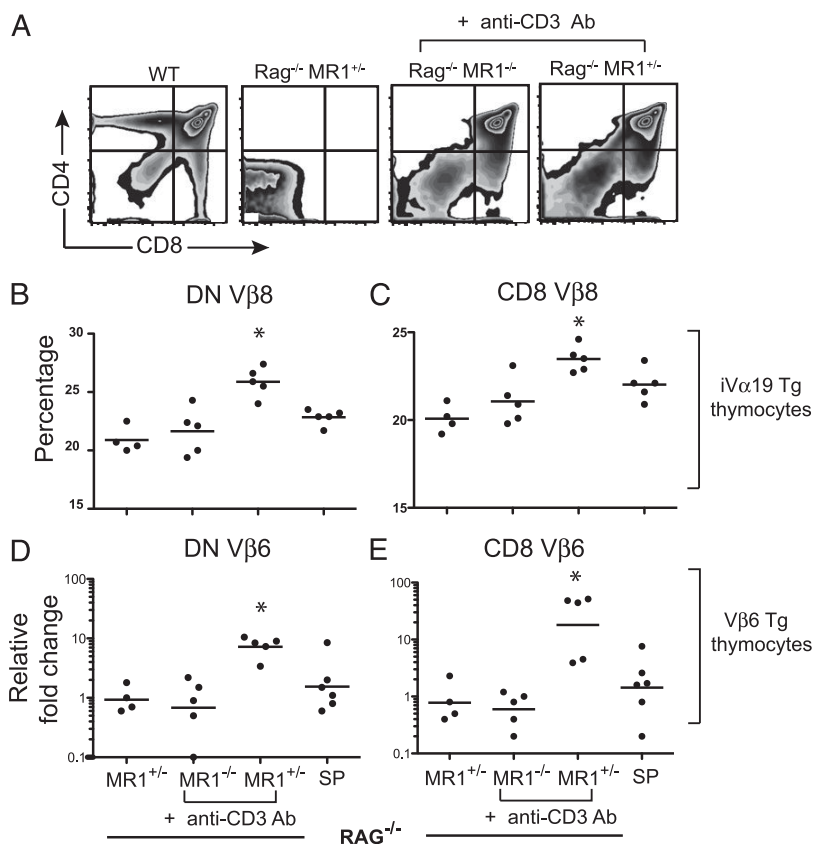 A
+ anti-CD3 Ab
WT
Rag-/- MR1+/-
Rag-/- MR1-/-
Rag-/- MR1+/-
CD4
CD8
B
DN Vβ8
Percentage
30
25
20
15
*
C
CD8 Vβ8
25
20
15
*
iVα19 Tg
thymocytes
D
DN Vβ6
Relative
fold change
100
10
1
0.1
*
MR1+/-
MR1-/-
MR1+/-
SP
+ anti-CD3 Ab
E
CD8 Vβ6
100
10
1
0.1
*
MR1+/-
MR1-/-
MR1+/-
SP
+ anti-CD3 Ab
Vβ6 Tg
thymocytes
RAG-/-